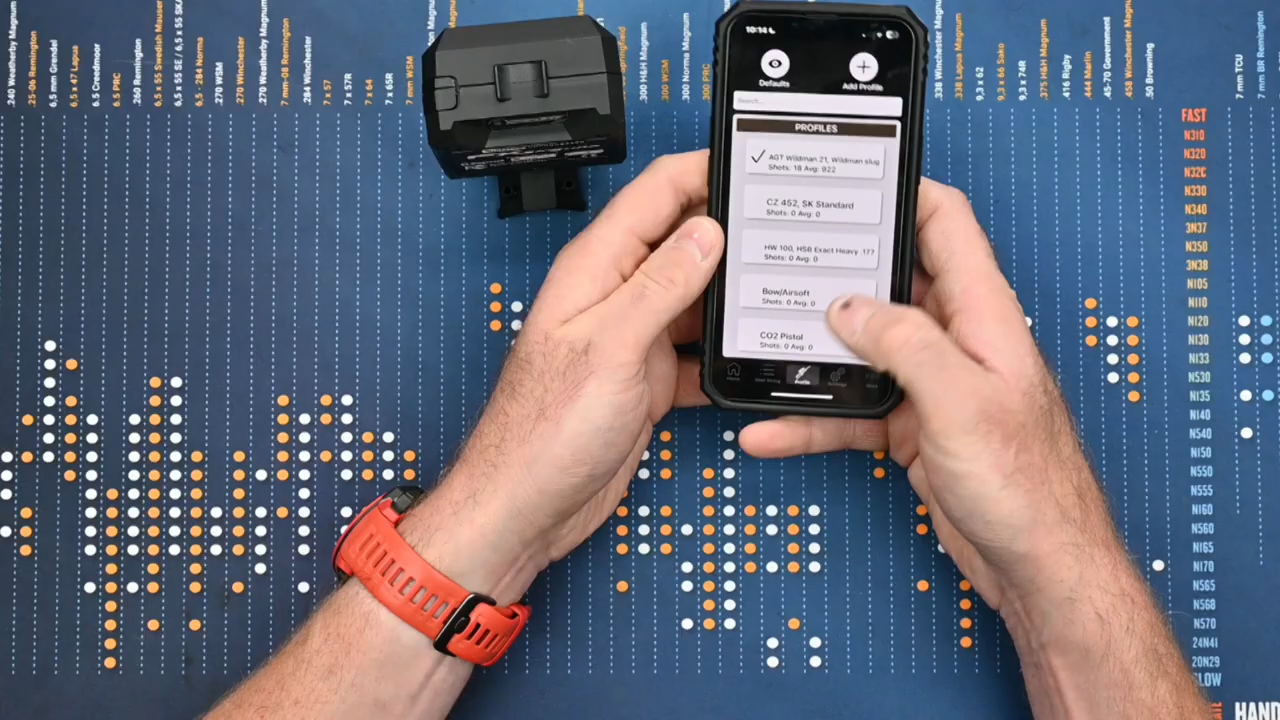 .240 Weatherby Magnum
.25-06 Remington
6.5 mm Grendel
6.5 x 47 Lapua
6.5 Creedmoor
6.5 PRC
.260 Remington
6.5 x 55 Swedish Mauser
6,5 x 55 SE / 6.5 x 55 SKA
6.5 - 284 Norma
.270 WSM
.270 Winchester
.270 Weatherby Magnum
7 mm-08 Remington
.284 Winchester
7 x 57
7 x 57R
7 x 64
7 x 65R
7 mm WSM
.300 H&H Magnum
.300 WSM
.300 Norma Magnum
.300 PRC
.338 Winchester Magnum
.338 Lapua Magnum
9,3 x 62
9.3 x 66 Sako
9,3 x 74R
.375 H&H Magnum
.416 Rigby
.444 Marlin
.45-70 Government
.458 Winchester Magnum
.50 Browning
7 mm TCU
7 mm BR Remington
10:14
Defaults
Add Profile
Search...
PROFILES
AGT Wildman 21, Wildman slug
Shots: 18 Avg: 922
CZ 452, SK Standard
Shots: 0 Avg: 0
HW 100, HSB Exact Heavy .177
Shots: 0 Avg: 0
Bow/Airsoft
Shots: 0 Avg: 0
CO2 Pistol
Shots: 0 Avg: 0
Home
Profile
Settings
FAST
N310
N320
N32C
N330
N340
3N37
N350
3N38
N105
N110
N120
N130
N133
N530
N135
N140
N540
N150
N550
N555
N160
N560
N165
N170
N565
N568
N570
24N41
20N29
SLOW
HAND